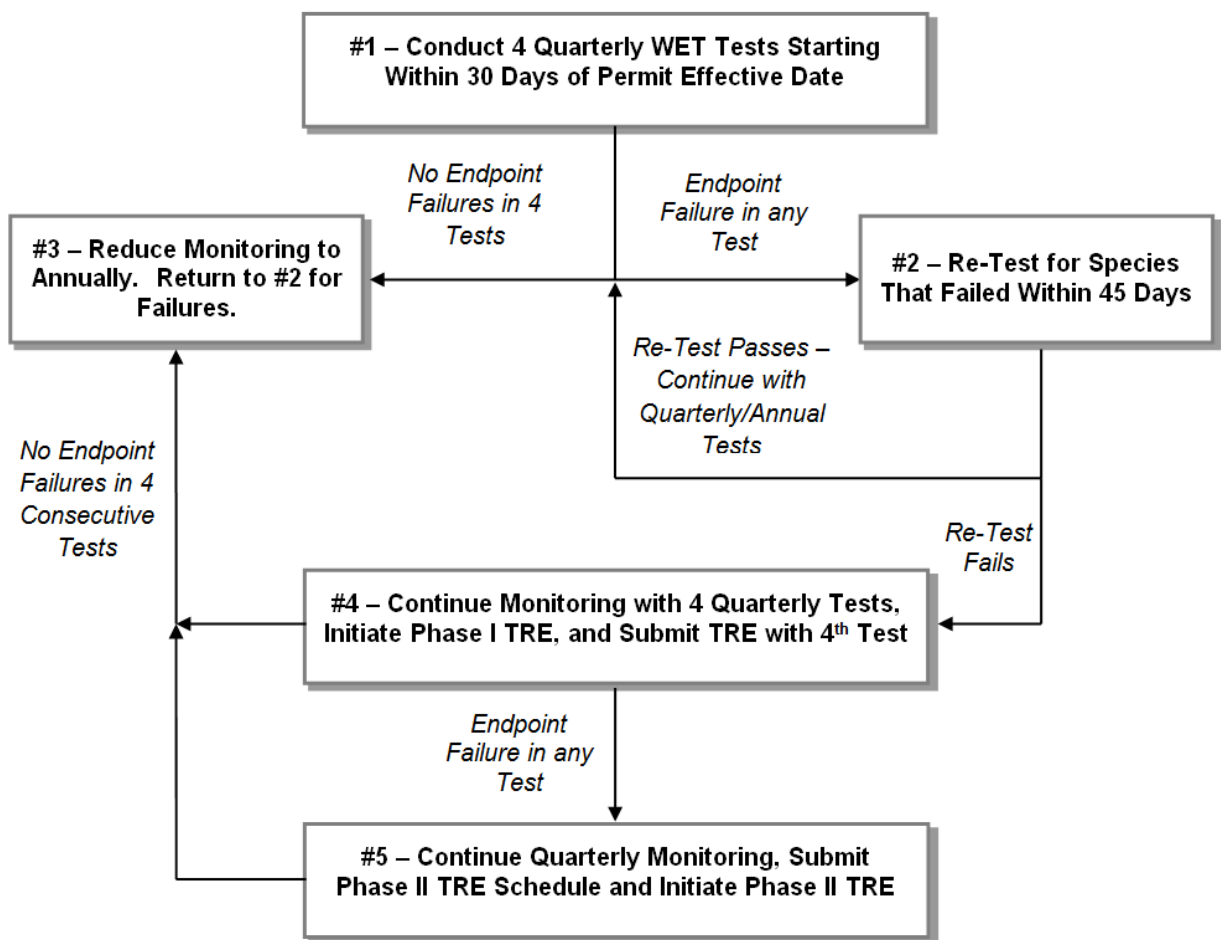 #1 – Conduct 4 Quarterly WET Tests Starting
Within 30 Days of Permit Effective Date
No Endpoint
Failures in 4
Tests
Endpoint
Failure in any
Test
#3 – Reduce Monitoring to
Annually. Return to #2 for
Failures.
#2 – Re-Test for Species
That Failed Within 45 Days
Re-Test Passes –
Continue with
Quarterly/Annual
Tests
No Endpoint
Failures in 4
Consecutive
Tests
Re-Test
Fails
#4 – Continue Monitoring with 4 Quarterly Tests,
Initiate Phase I TRE, and Submit TRE with 4th Test
Endpoint
Failure in any
Test
#5 – Continue Quarterly Monitoring, Submit
Phase II TRE Schedule and Initiate Phase II TRE